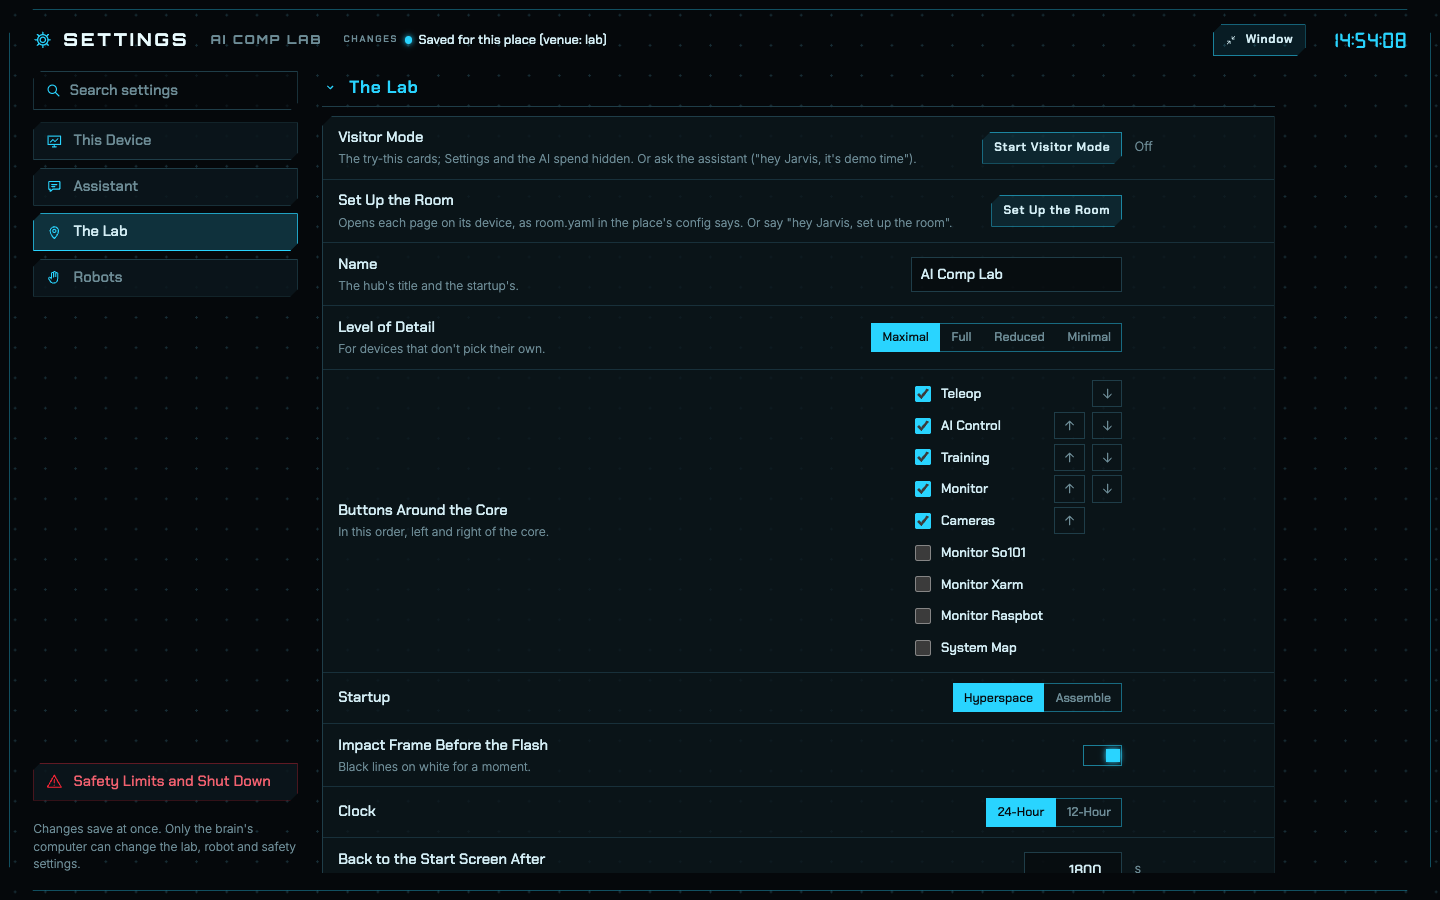 SETTINGS AI COMP LAB CHANGES Saved for this place (venue: lab) Window 14:54:08
Search settings
This Device
Assistant
The Lab
Robots
Safety Limits and Shut Down
Changes save at once. Only the brain's
computer can change the lab, robot and safety
settings.
The Lab
Visitor Mode
The try-this cards; Settings and the AI spend hidden. Or ask the assistant ("hey Jarvis, it's demo time").
Start Visitor Mode Off
Set Up the Room
Opens each page on its device, as room.yaml in the place's config says. Or say "hey Jarvis, set up the room".
Set Up the Room
Name
The hub's title and the startup's.
AI Comp Lab
Level of Detail
For devices that don't pick their own.
Maximal Full Reduced Minimal
Buttons Around the Core
In this order, left and right of the core.
Teleop ↓
AI Control ↑ ↓
Training ↑ ↓
Monitor ↑ ↓
Cameras ↑
Monitor So101
Monitor Xarm
Monitor Raspbot
System Map
Startup
Hyperspace Assemble
Impact Frame Before the Flash
Black lines on white for a moment.
Clock
24-Hour 12-Hour
Back to the Start Screen After
1800 s